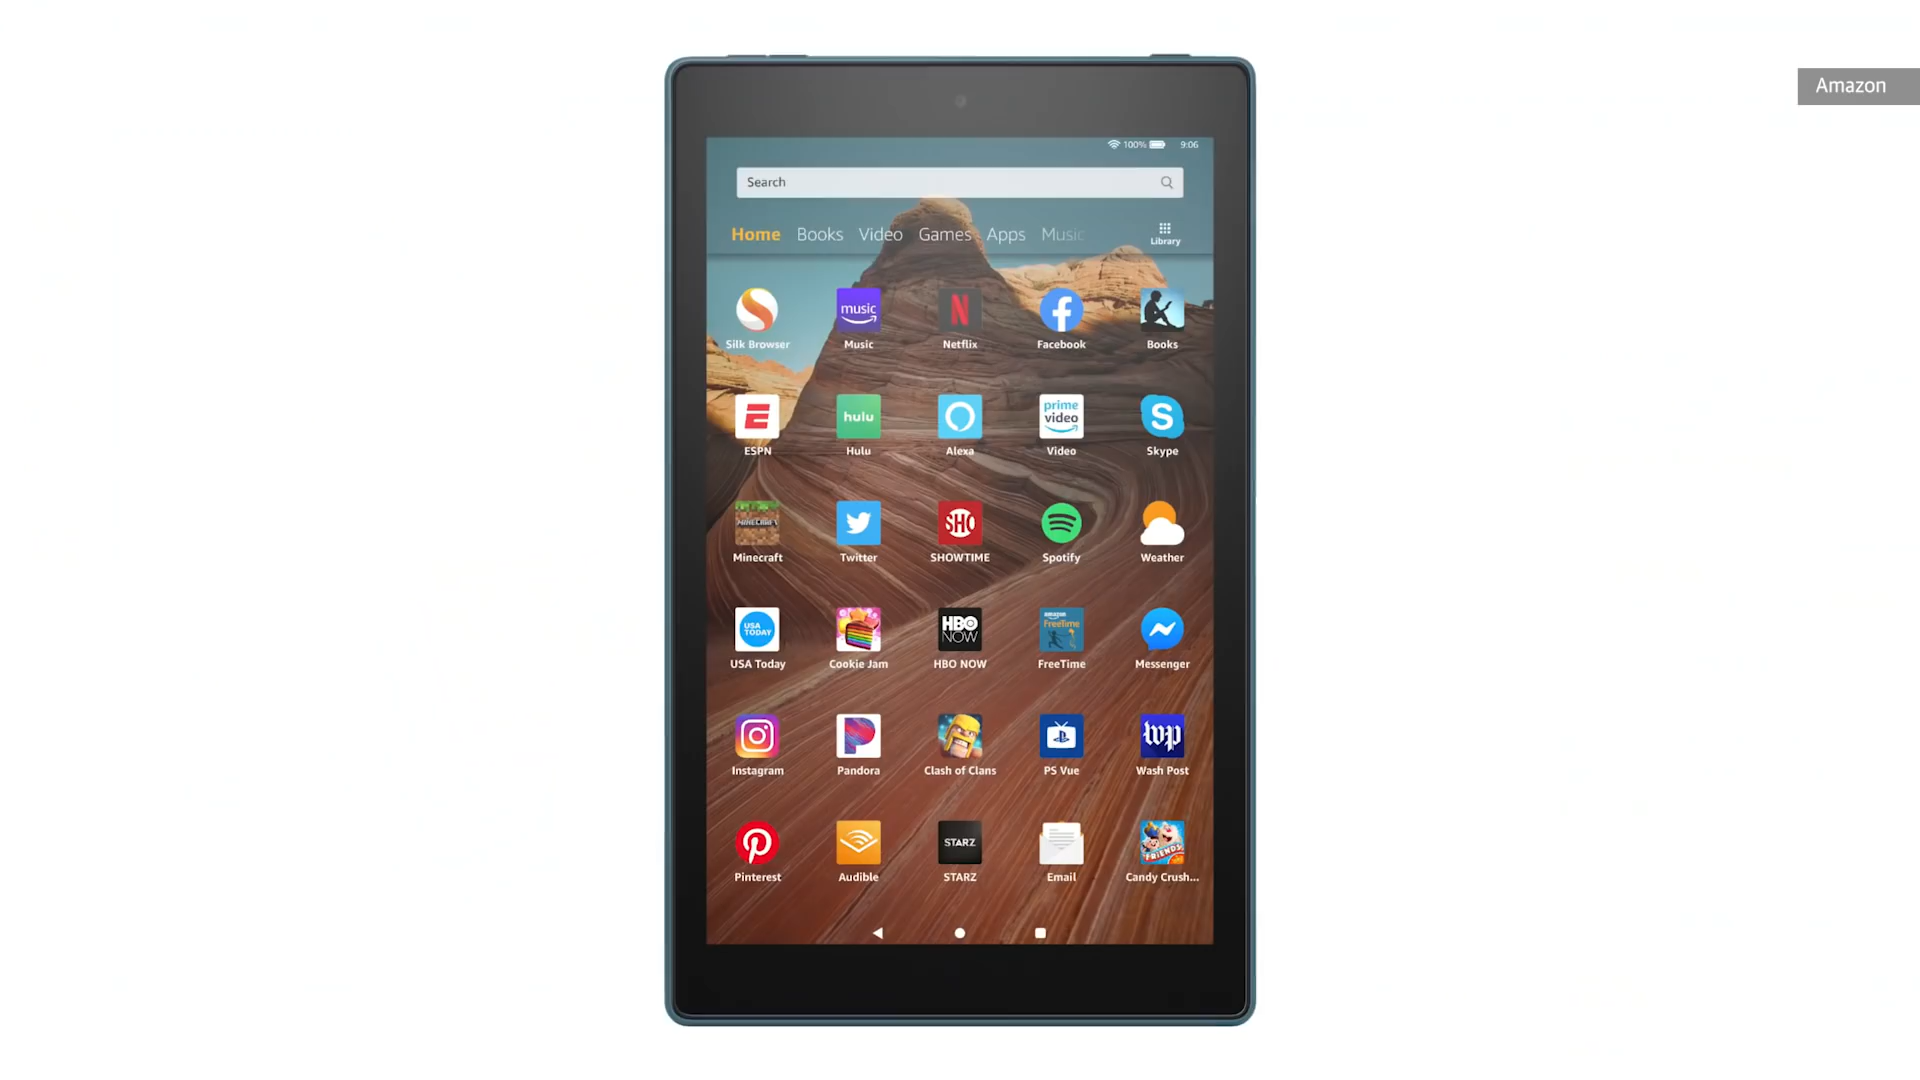 Amazon
100% 9:06
Search
Home Books Video Games Apps Music
Library
music
N
f
Silk Browser Music Netflix Facebook Books
E
hulu
prime video
S
ESPN Hulu Alexa Video Skype
MINECRAFT
SHO
Minecraft Twitter SHOWTIME Spotify Weather
USA TODAY
HBO NOW
amazon FreeTime
USA Today Cookie Jam HBO NOW FreeTime Messenger
P
wp
Instagram Pandora Clash of Clans PS Vue Wash Post
STARZ
FRIENDS
Pinterest Audible STARZ Email Candy Crush...